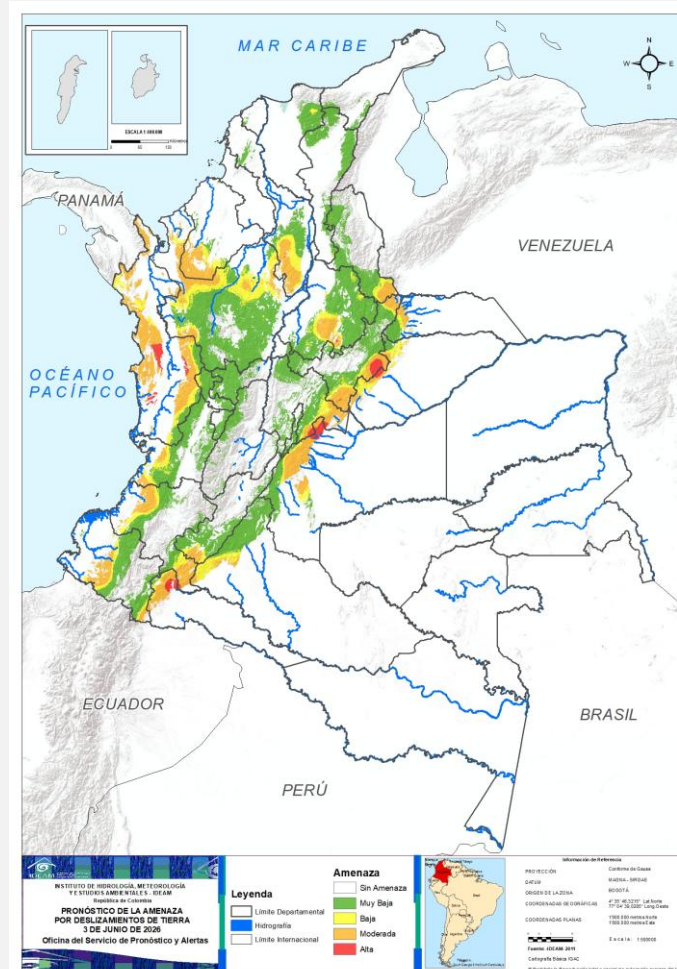 MAR CARIBE
N
W
E
S
ESCALA 1:
PANAMÁ
VENEZUELA
OCÉANO
PACÍFICO
ECUADOR
BRASIL
PERÚ
IDEAM
INSTITUTO DE HIDROLOGÍA, METEOROLOGÍA
Y ESTUDIOS AMBIENTALES - IDEAM
República de Colombia
PRONÓSTICO DE LA AMENAZA
POR DESLIZAMIENTOS DE TIERRA
3 DE JUNIO DE 2026
Oficina del Servicio de Pronóstico y Alertas
Leyenda
Límite Departamental
Hidrografía
Límite Internacional
Amenaza
Sin Amenaza
Muy Baja
Baja
Moderada
Alta
Información de Referencia
PROYECCIÓN
Conforme de Gauss
DATUM
MAGNA - SIRGAS
ORIGEN DE LA ZONA
BOGOTÁ
COORDENADAS GEOGRÁFICAS
COORDENADAS PLANAS
Escala:
Fuente: IDEAM 2011
Cartografía Básica IGAC